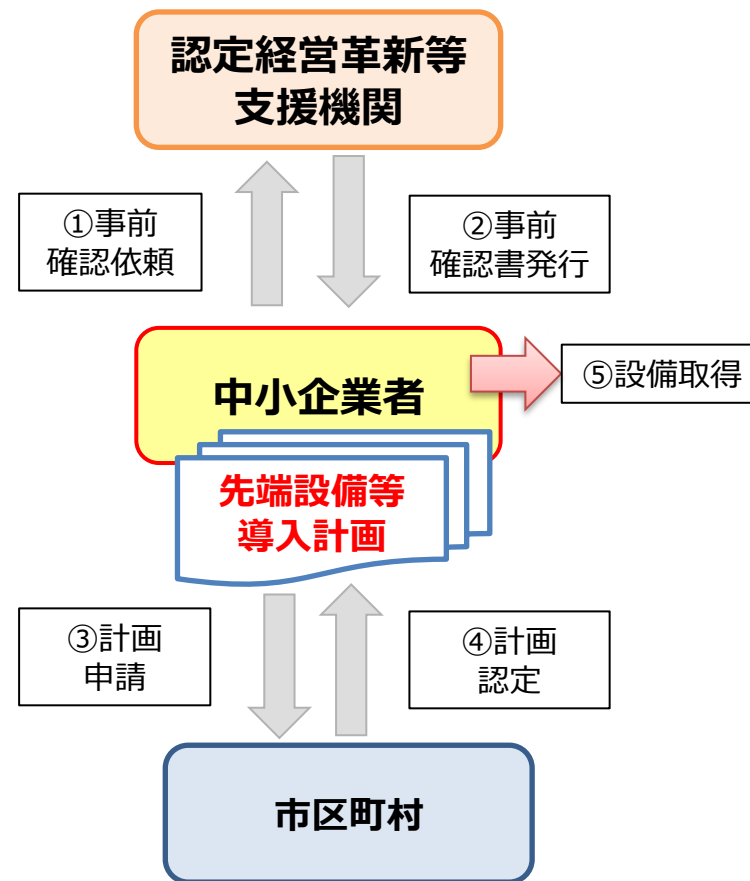 認定経営革新等
支援機関
①事前
確認依頼
②事前
確認書発行
中小企業者
⑤設備取得
先端設備等
導入計画
③計画
申請
④計画
認定
市区町村